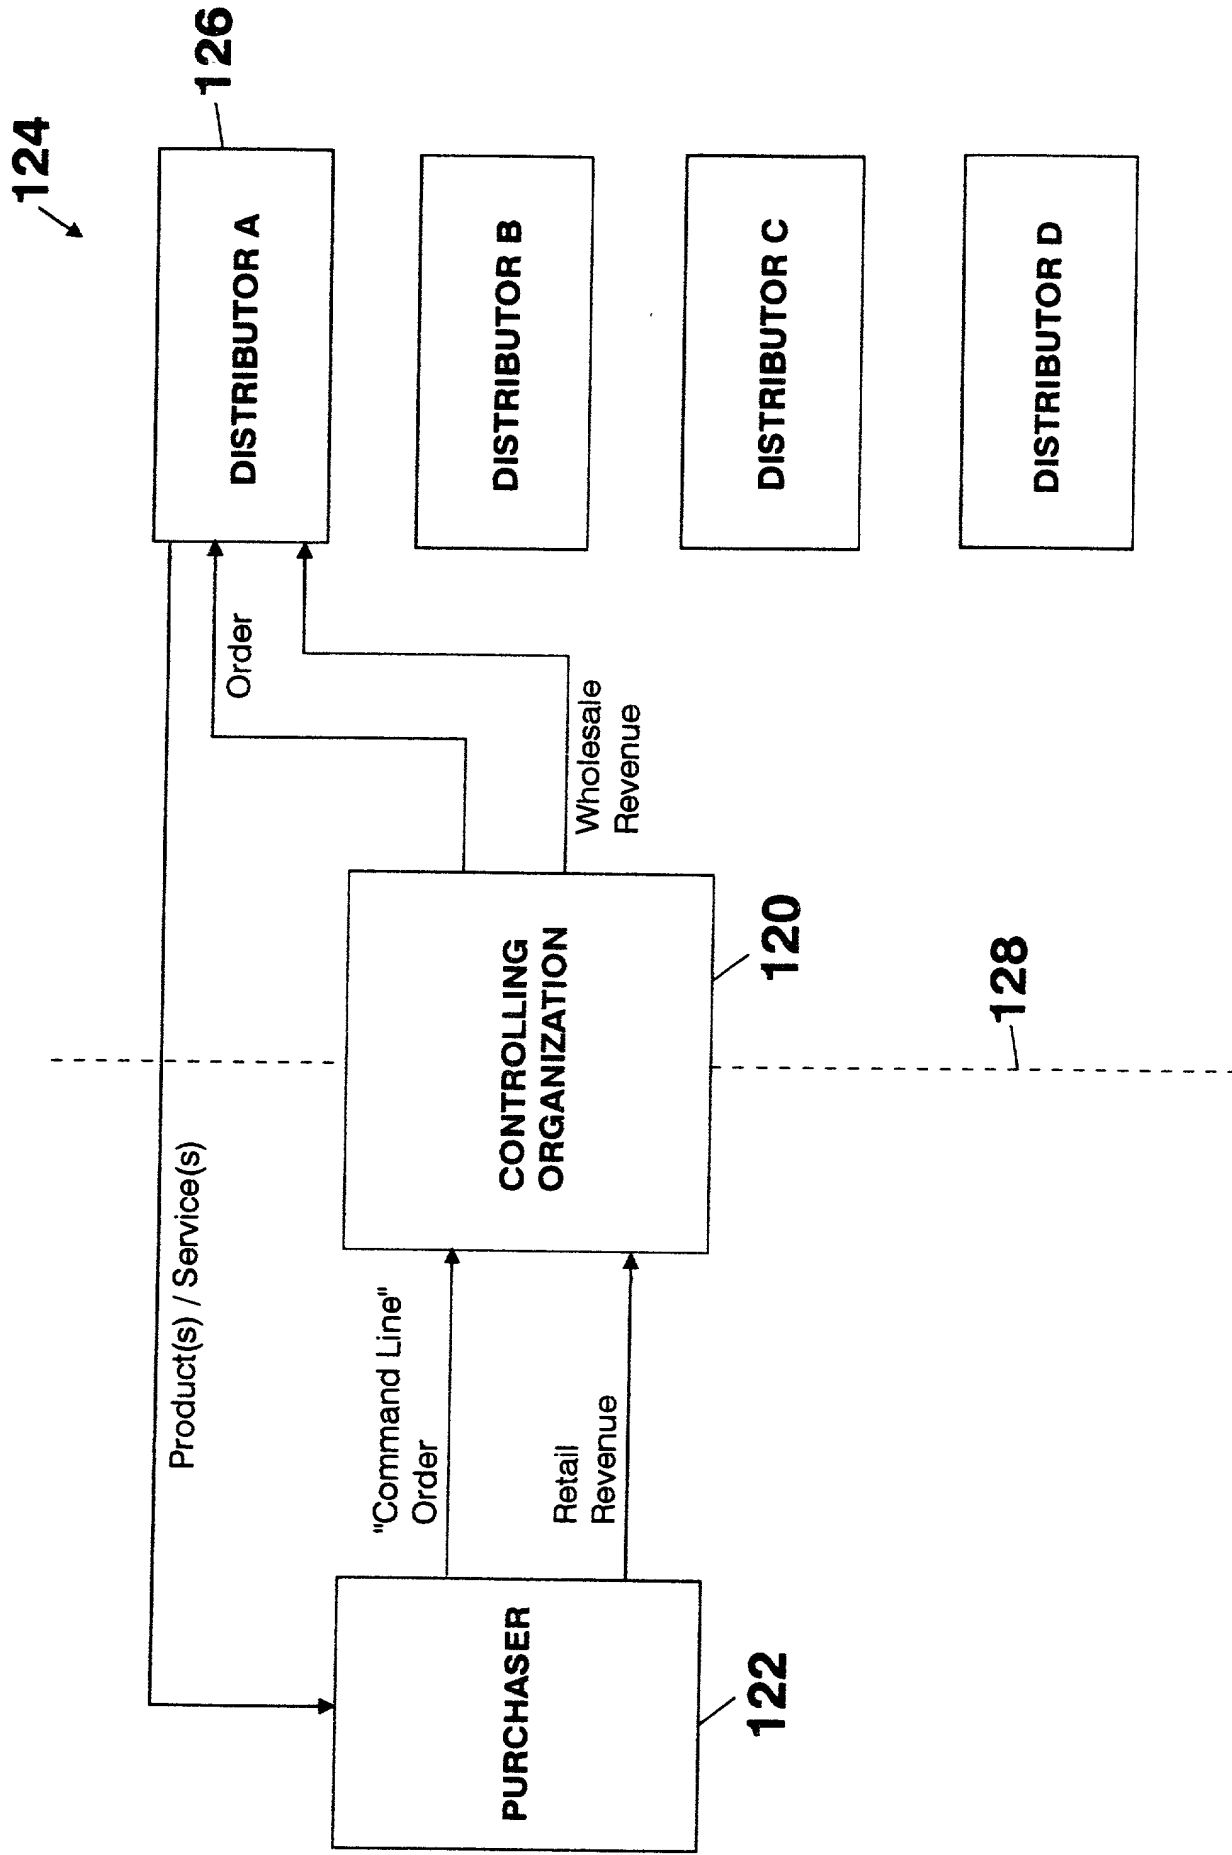 124
126
DISTRIBUTOR A
Product(s) / Service(s)
Order
"Command Line"
Order
Retail
Revenue
PURCHASER
122
CONTROLLING
ORGANIZATION
120
Wholesale
Revenue
DISTRIBUTOR B
DISTRIBUTOR C
DISTRIBUTOR D
128